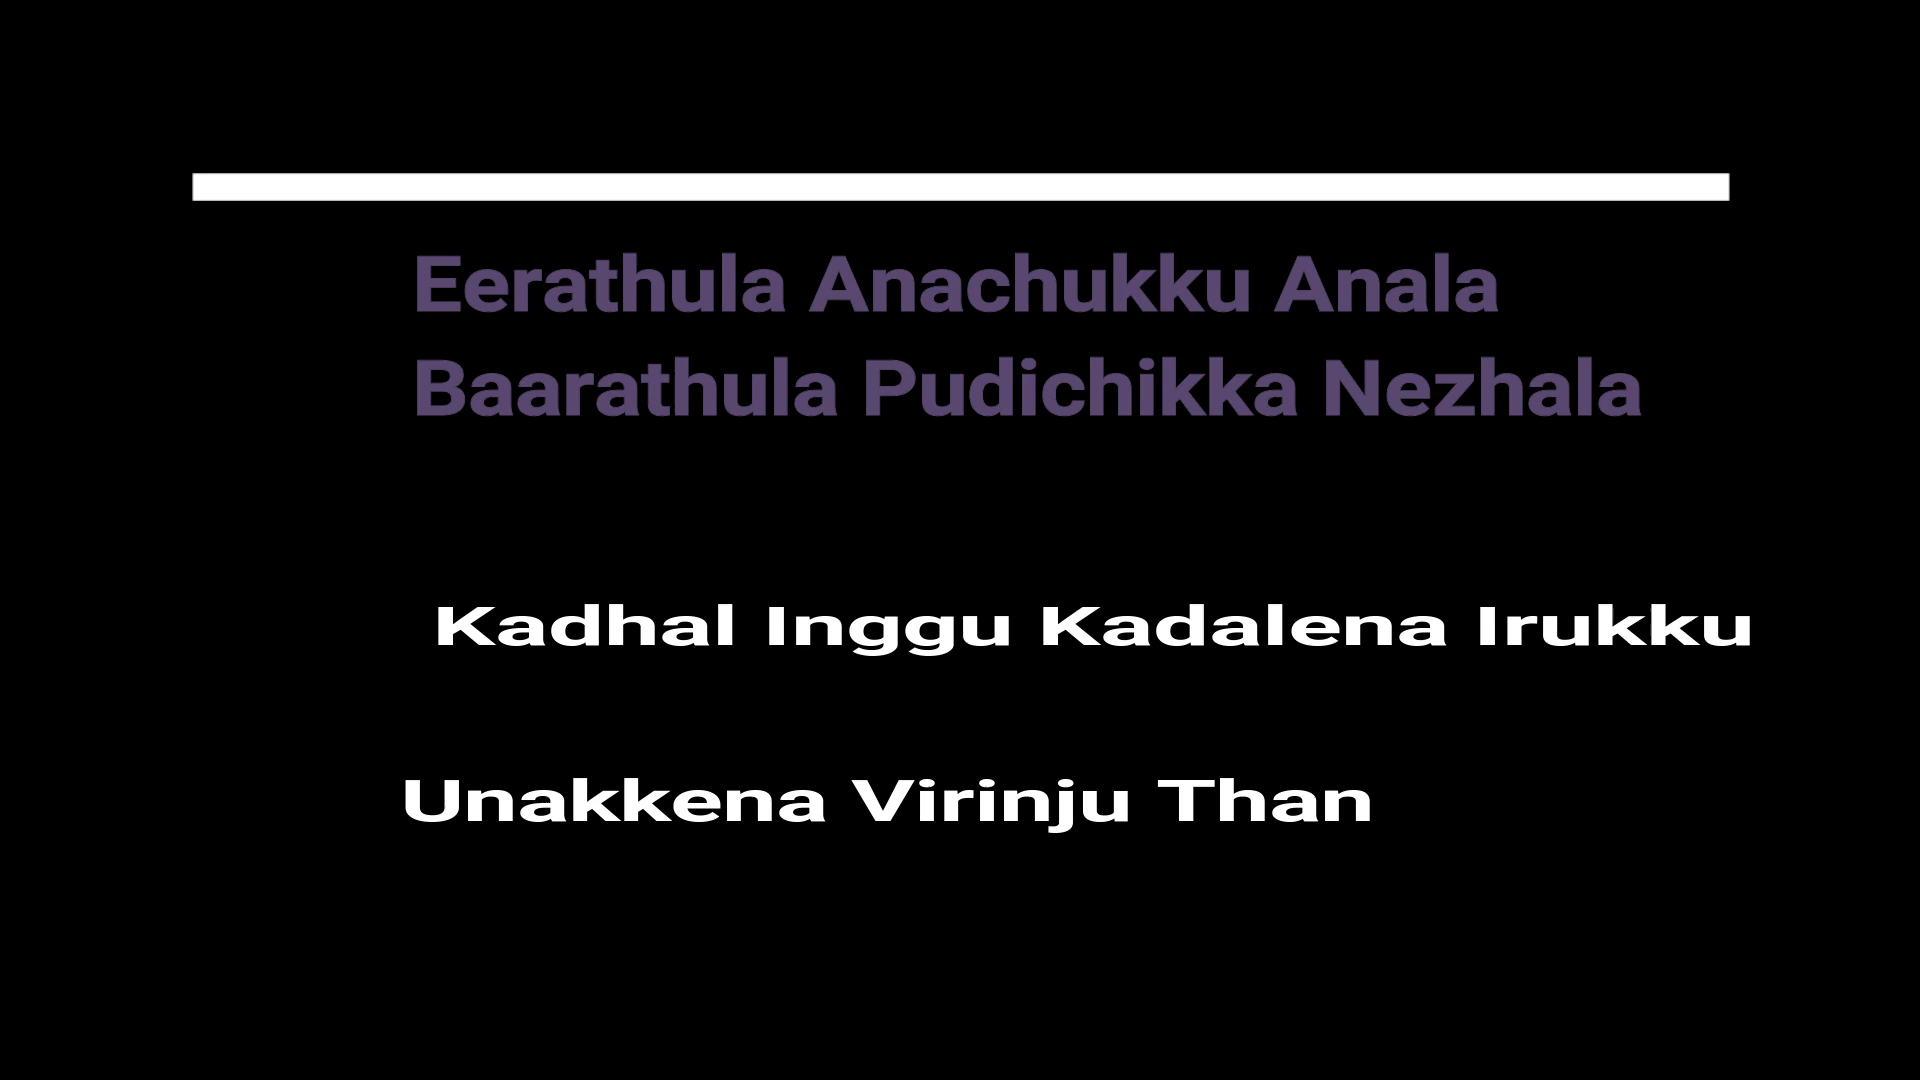 Eerathula Anachukku Anala
Baarathula Pudichikka Nezhala
Kadhal Inggu Kadalena Irukku
Unakkena Virinju Than